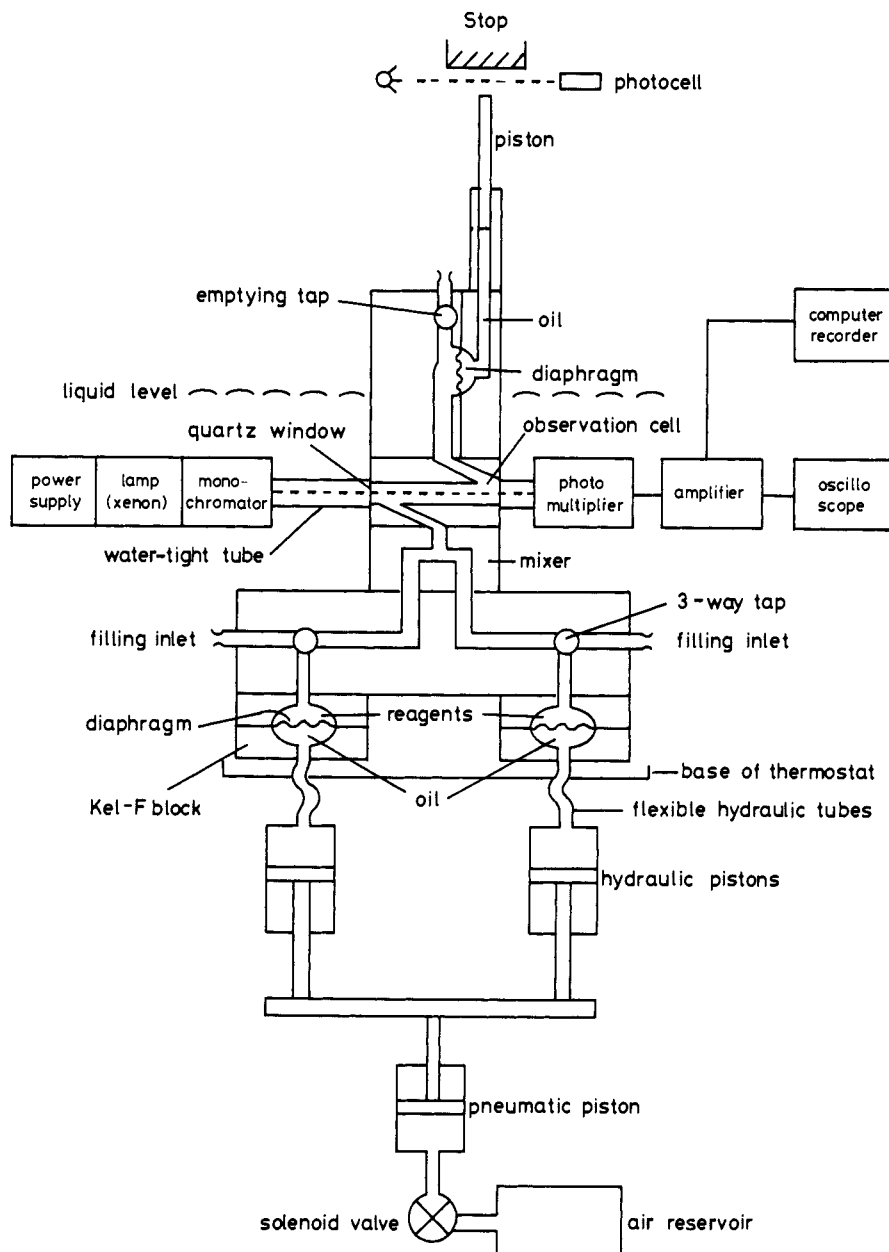 Stop
photocell
piston
emptying tap
oil
computer
recorder
diaphragm
liquid level
quartz window
observation cell
power
supply
lamp
(xenon)
mono-
chromator
photo
multiplier
amplifier
oscillo
scope
water-tight tube
mixer
3-way tap
filling inlet
filling inlet
diaphragm
reagents
Kel-F block
oil
base of thermostat
flexible hydraulic tubes
hydraulic pistons
pneumatic piston
solenoid valve
air reservoir